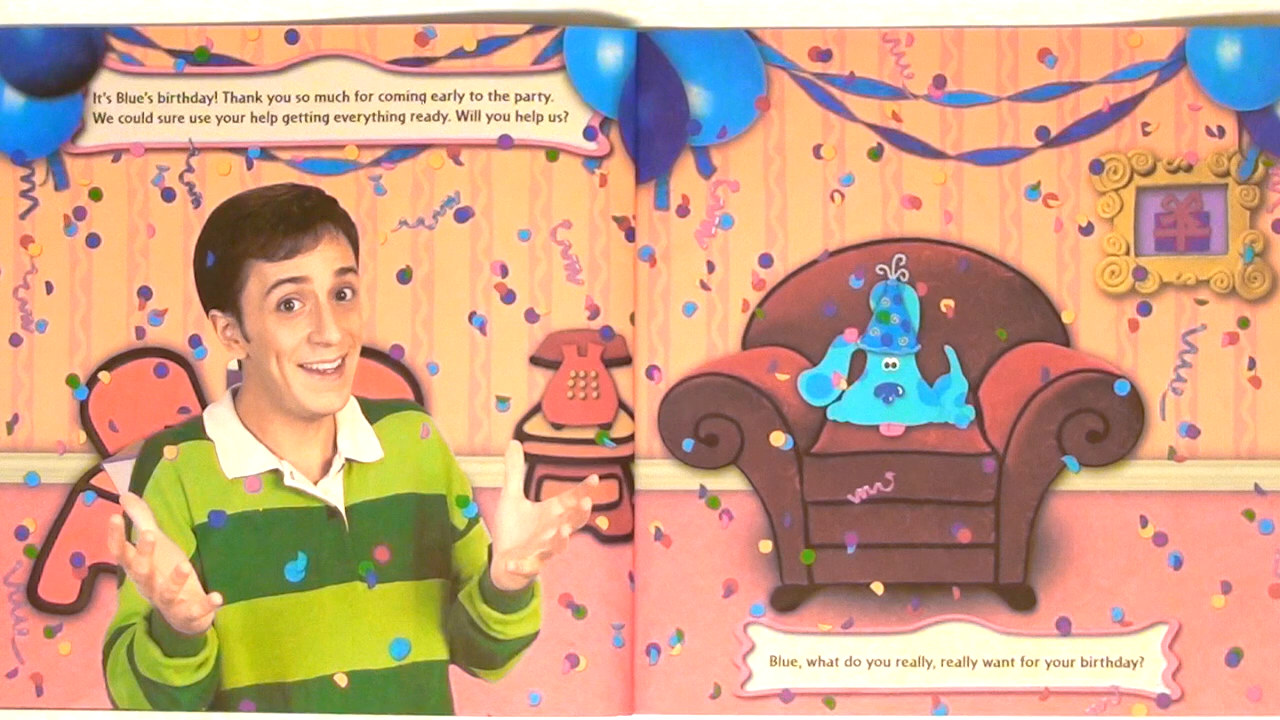 It's Blue's birthday! Thank you so much for coming early to the party.
We could sure use your help getting everything ready. Will you help us?
Blue, what do you really, really want for your birthday?